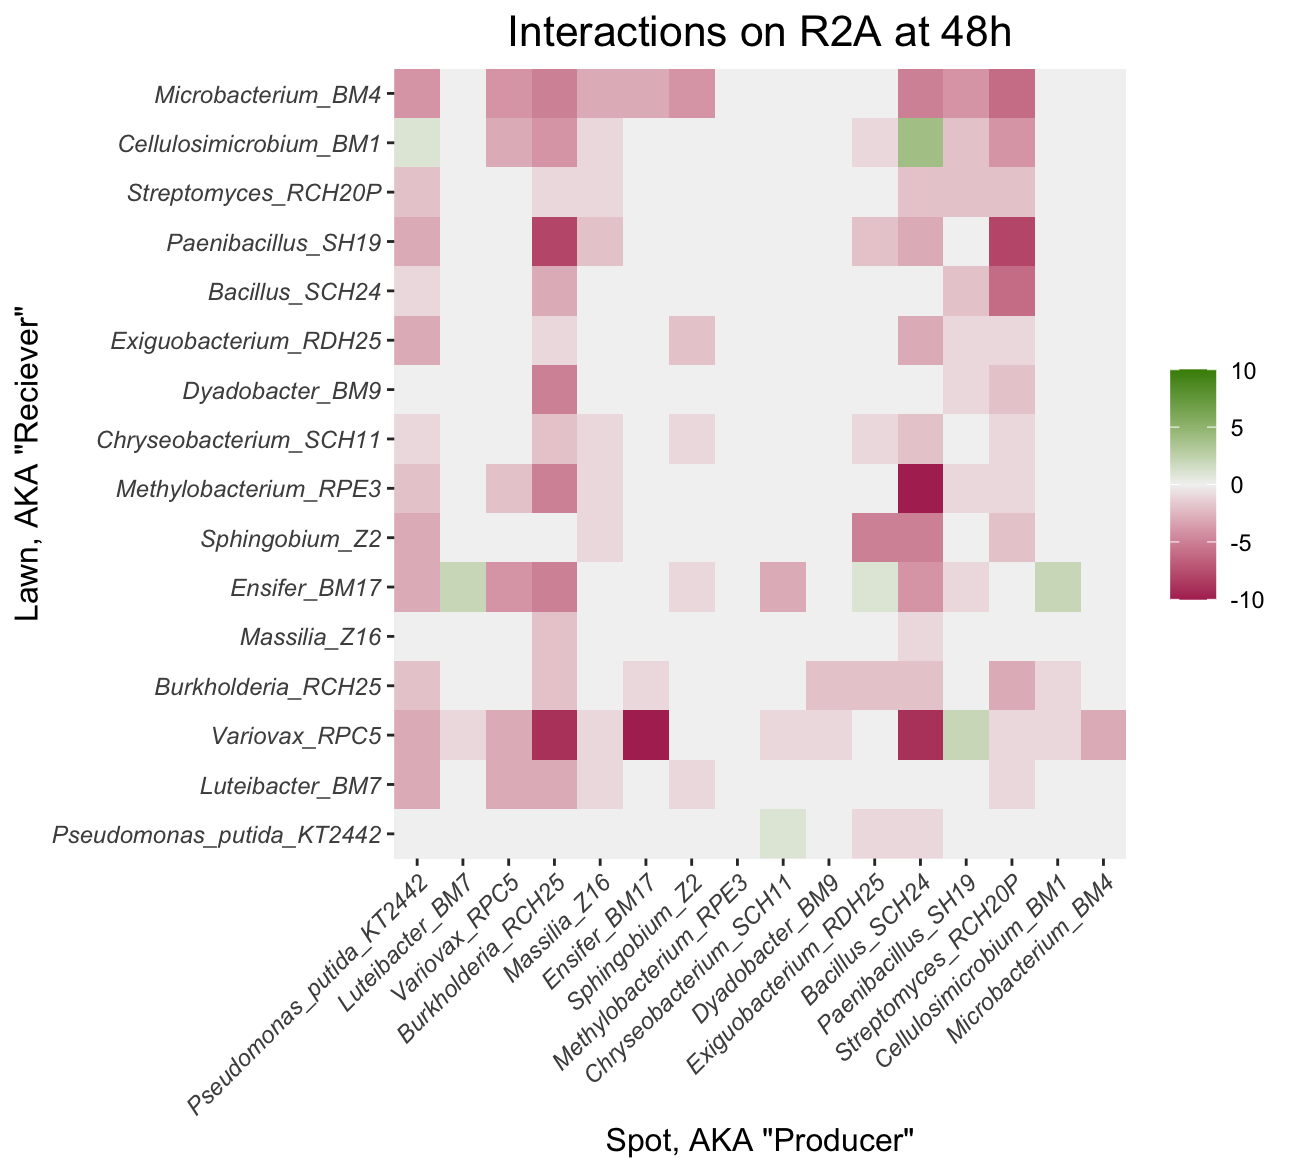 Interactions on R2A at 48h
Lawn, AKA "Reciever"
Microbacterium_BM4
Cellulosimicrobium_BM1
Streptomyces_RCH20P
Paenibacillus_SH19
Bacillus_SCH24
Exiguobacterium_RDH25
Dyadobacter_BM9
Chryseobacterium_SCH11
Methylobacterium_RPE3
Sphingobium_Z2
Ensifer_BM17
Massilia_Z16
Burkholderia_RCH25
Variovax_RPC5
Luteibacter_BM7
Pseudomonas_putida_KT2442
Pseudomonas_putida_KT2442
Luteibacter_BM7
Variovax_RPC5
Burkholderia_RCH25
Massilia_Z16
Ensifer_BM17
Sphingobium_Z2
Methylobacterium_RPE3
Chryseobacterium_SCH11
Dyadobacter_BM9
Exiguobacterium_RDH25
Bacillus_SCH24
Paenibacillus_SH19
Streptomyces_RCH20P
Cellulosimicrobium_BM1
Microbacterium_BM4
Spot, AKA "Producer"
10
5
0
-5
-10